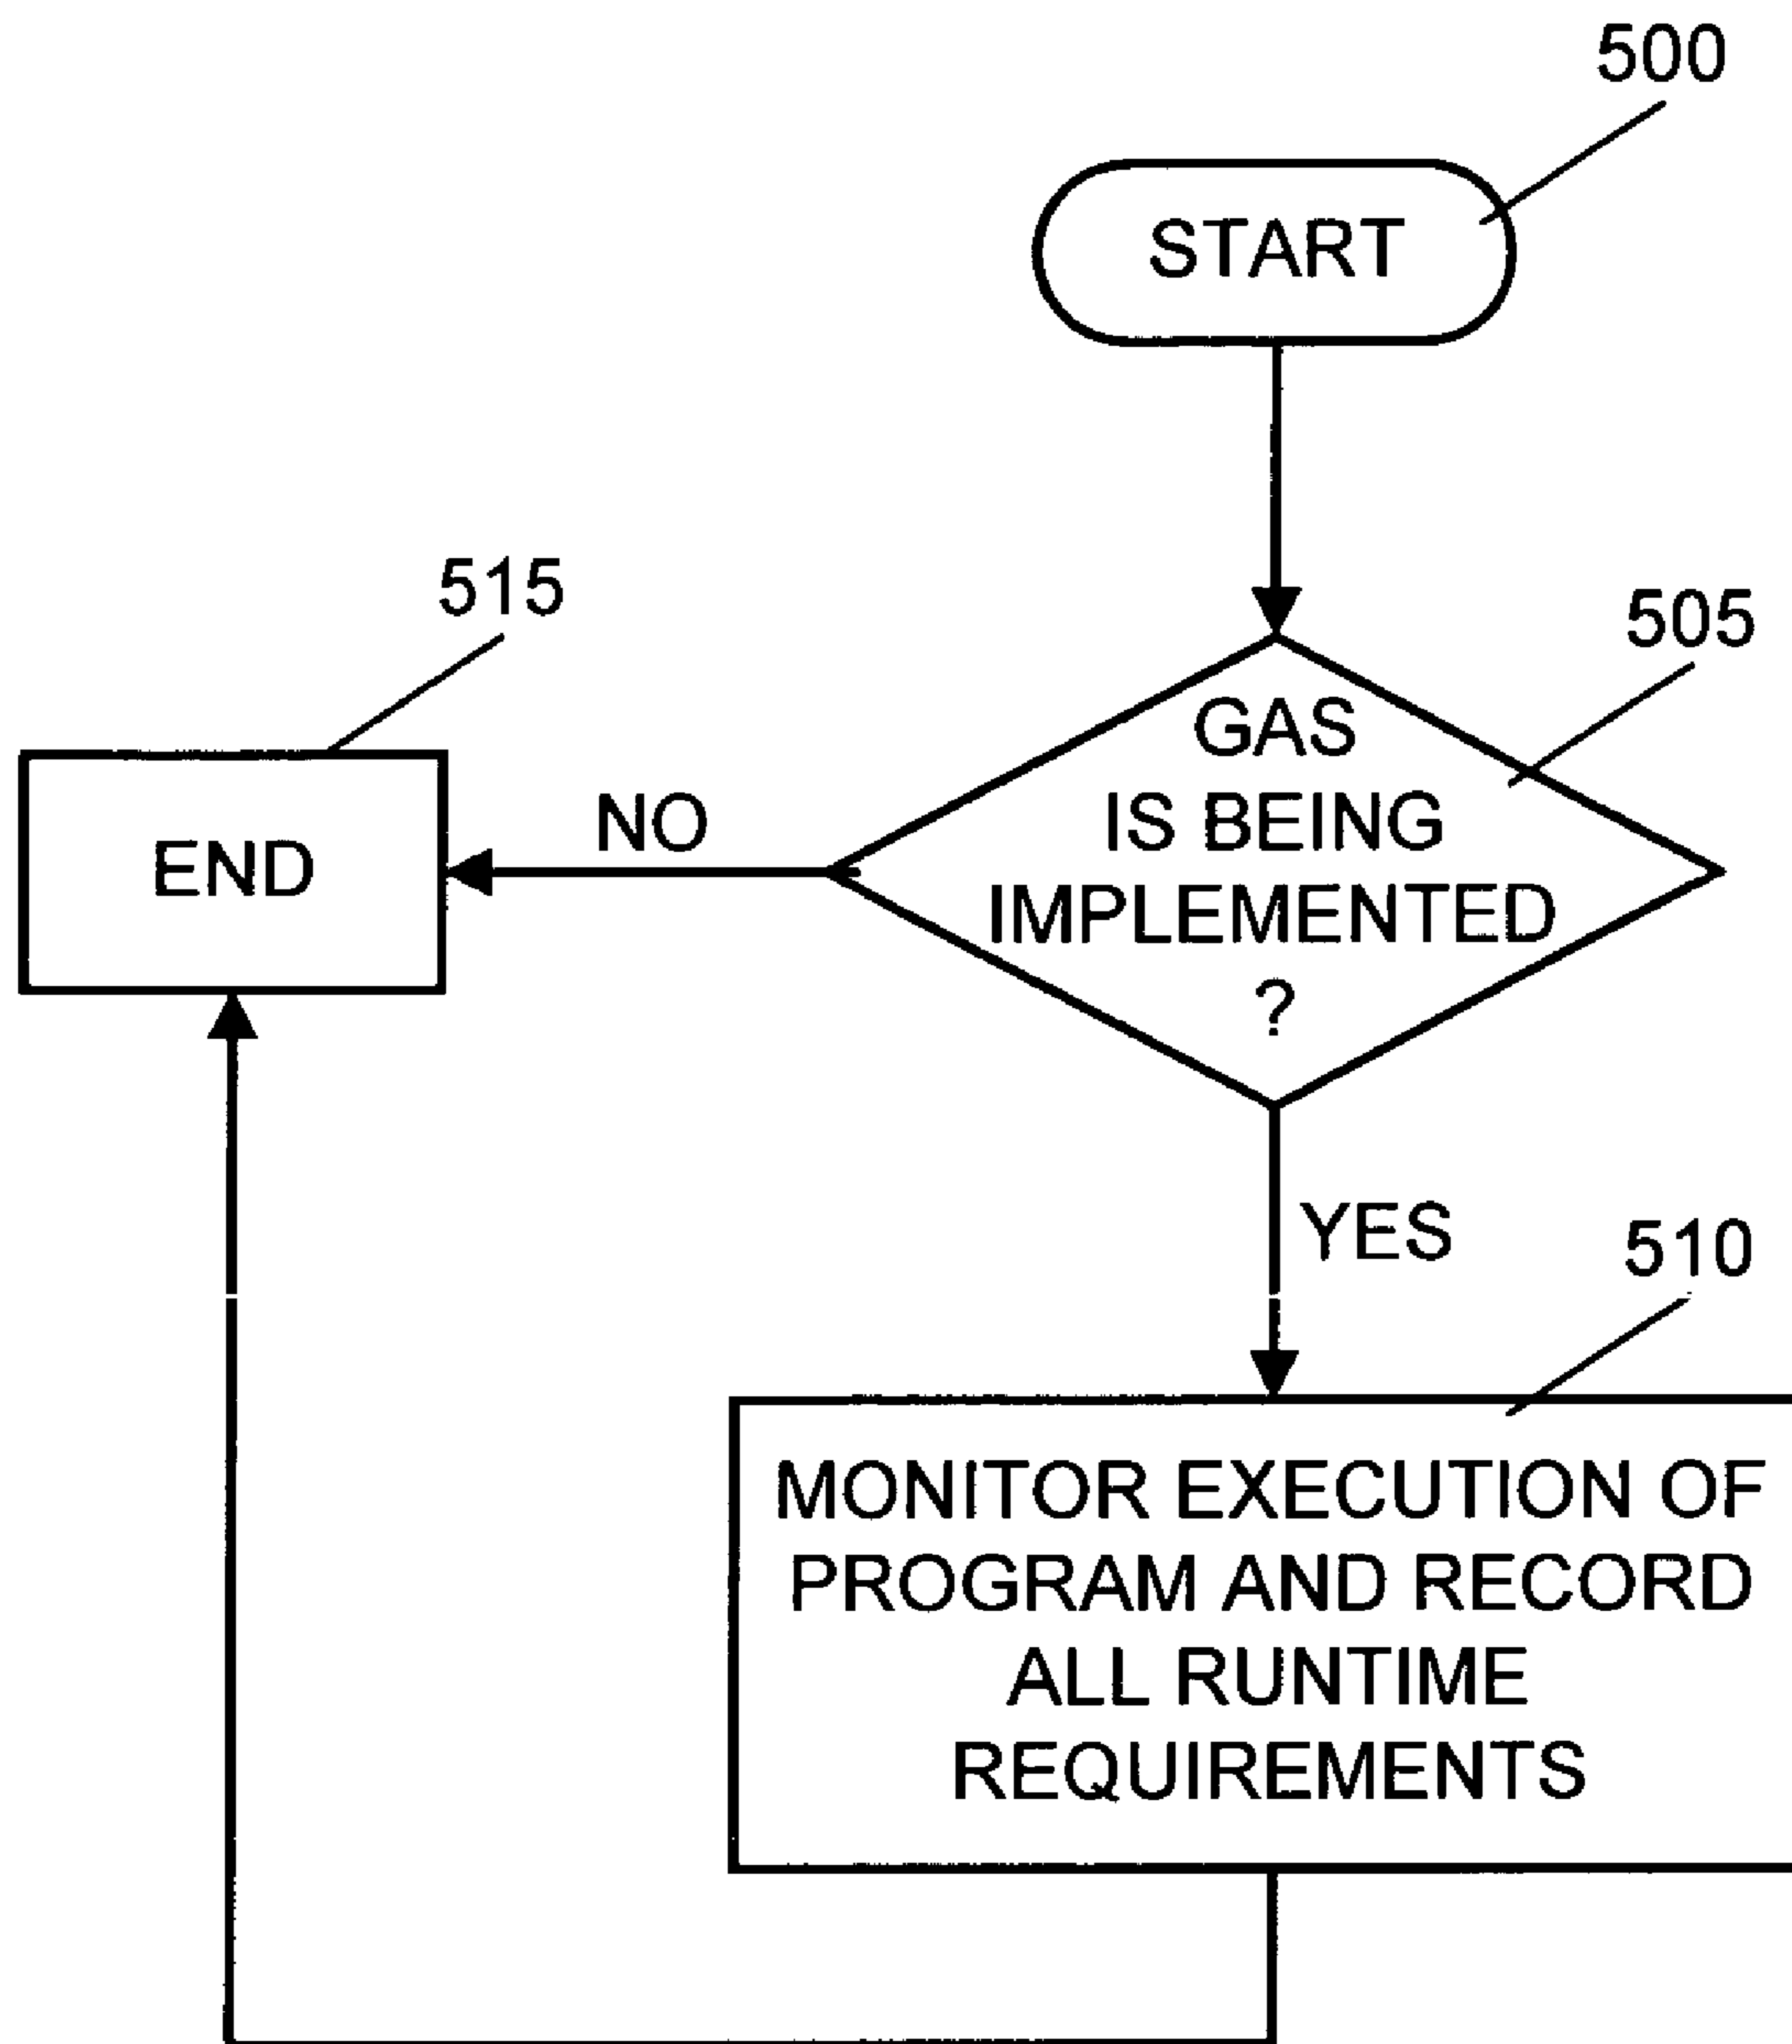 500
START
515
505
GAS
IS BEING
IMPLEMENTED
?
NO
END
YES
510
MONITOR EXECUTION OF
PROGRAM AND RECORD
ALL RUNTIME
REQUIREMENTS